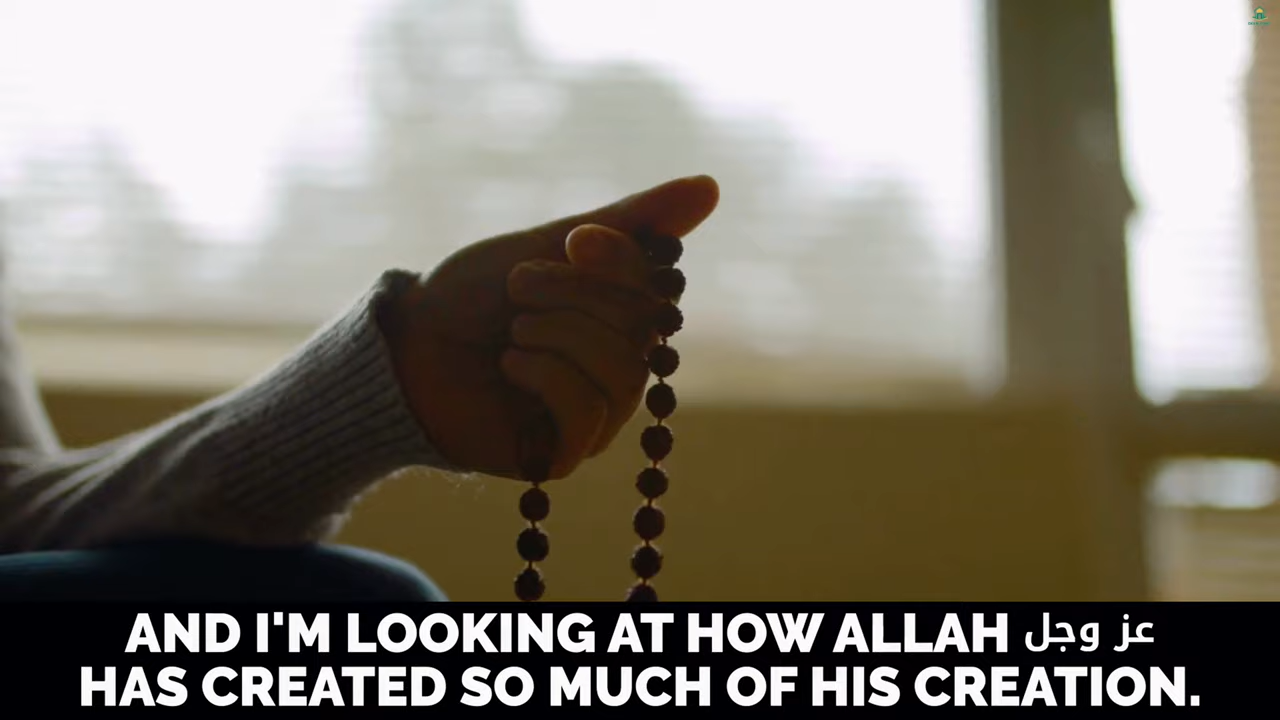 AND I'M LOOKING AT HOW ALLAH عز وجل
HAS CREATED SO MUCH OF HIS CREATION.